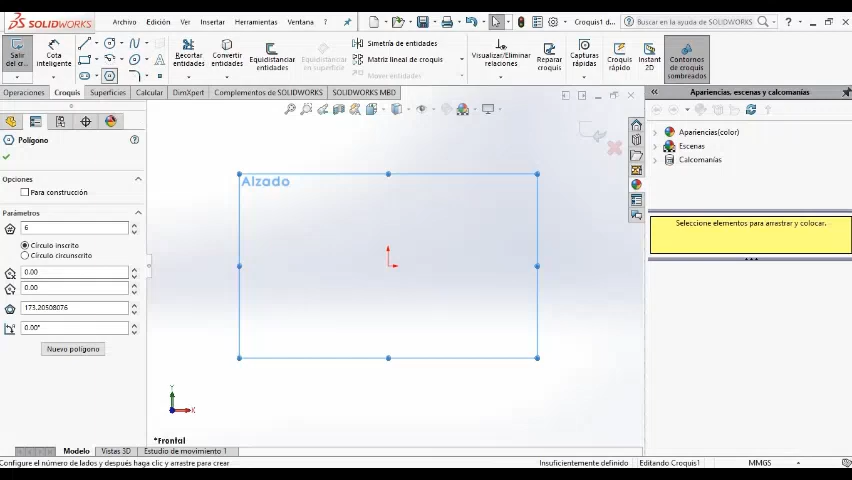 SOLIDWORKS
Archivo Edición Ver Insertar Herramientas Ventana ?
Croquis1 d
Buscar en la ayuda de SOLIDWORKS
?
Salir del cr...
Cota inteligente
Recortar entidades
Convertir entidades
Equidistanciar entidades
Equidistanciar en superficie
Simetría de entidades
Matriz lineal de croquis
Mover entidades
Visualizar/Eliminar relaciones
Reparar croquis
Capturas rápidas
Croquis rápido
Instant 2D
Contornos de croquis sombreados
Operaciones Croquis Superficies Calcular DimXpert Complementos de SOLIDWORKS SOLIDWORKS MBD
Apariencias, escenas y calcomanías
Polígono
Opciones
Para construcción
Parámetros
6
Círculo inscrito
Círculo circunscrito
0.00
0.00
173.20508076
0.00°
Nuevo polígono
Alzado
Y
X
*Frontal
Apariencias(color)
Escenas
Calcomanías
Seleccione elementos para arrastrar y colocar.
Modelo Vistas 3D Estudio de movimiento 1
Configure el número de lados y después haga clic y arrastre para crear
Insuficientemente definido Editando Croquis1 MMGS